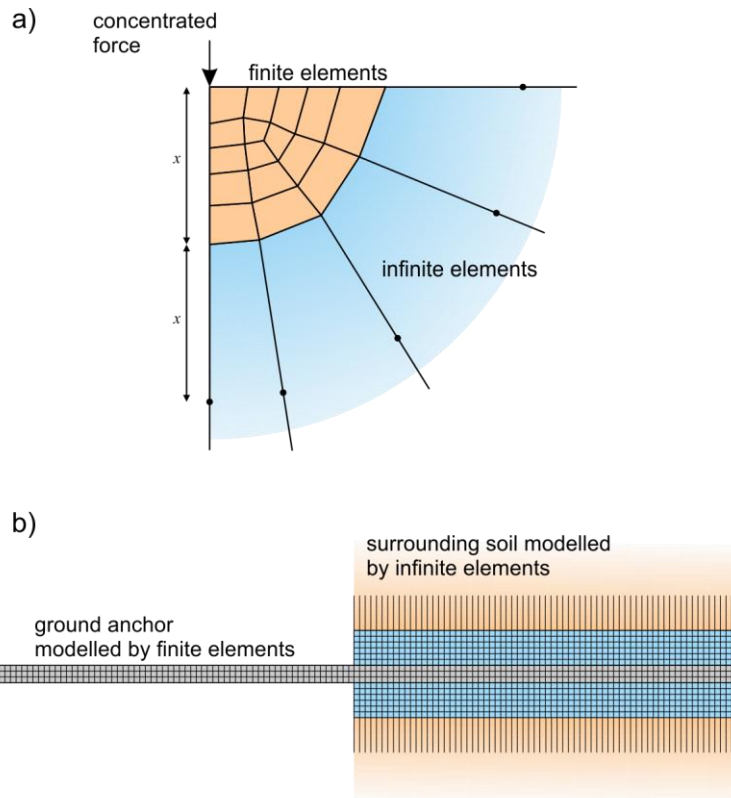 a)
concentrated
force
finite elements
x
infinite elements
x
b)
surrounding soil modelled
by infinite elements
ground anchor
modelled by finite elements